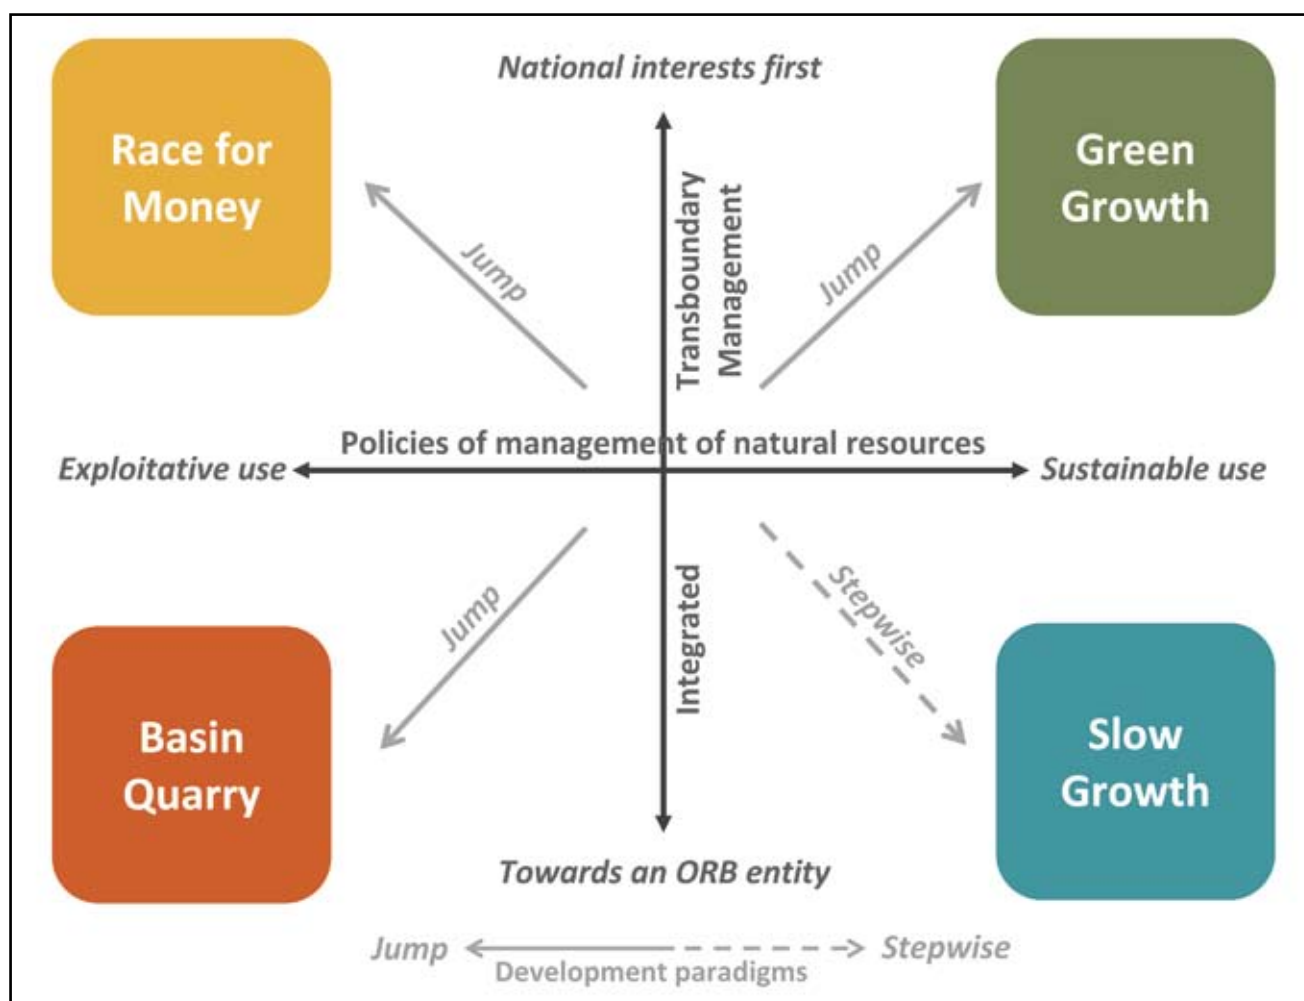 National interests first
Race for
Money
Green
Growth
Jump
Transboundary
Management
Jump
Policies of management of natural resources
Exploitative use
Sustainable use
Jump
Integrated
Stepwise
Basin
Quarry
Slow
Growth
Towards an ORB entity
Jump
Stepwise
Development paradigms